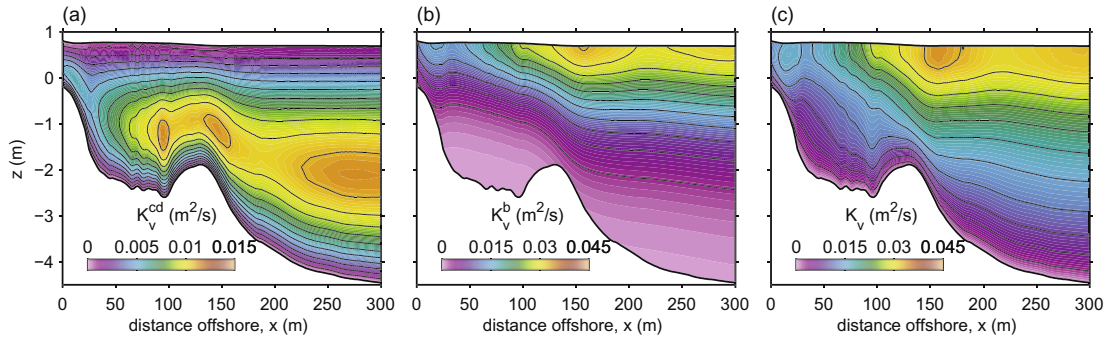 (a) (b) (c)
1
0
−1
−2
−3
−4
z (m)
K_v^cd (m²/s) K_v^b (m²/s) K_v (m²/s)
0 0.005 0.01 0.015 0 0.015 0.03 0.045 0 0.015 0.03 0.045
0 50 100 150 200 250 300 0 50 100 150 200 250 300 0 50 100 150 200 250 300
distance offshore, x (m) distance offshore, x (m) distance offshore, x (m)